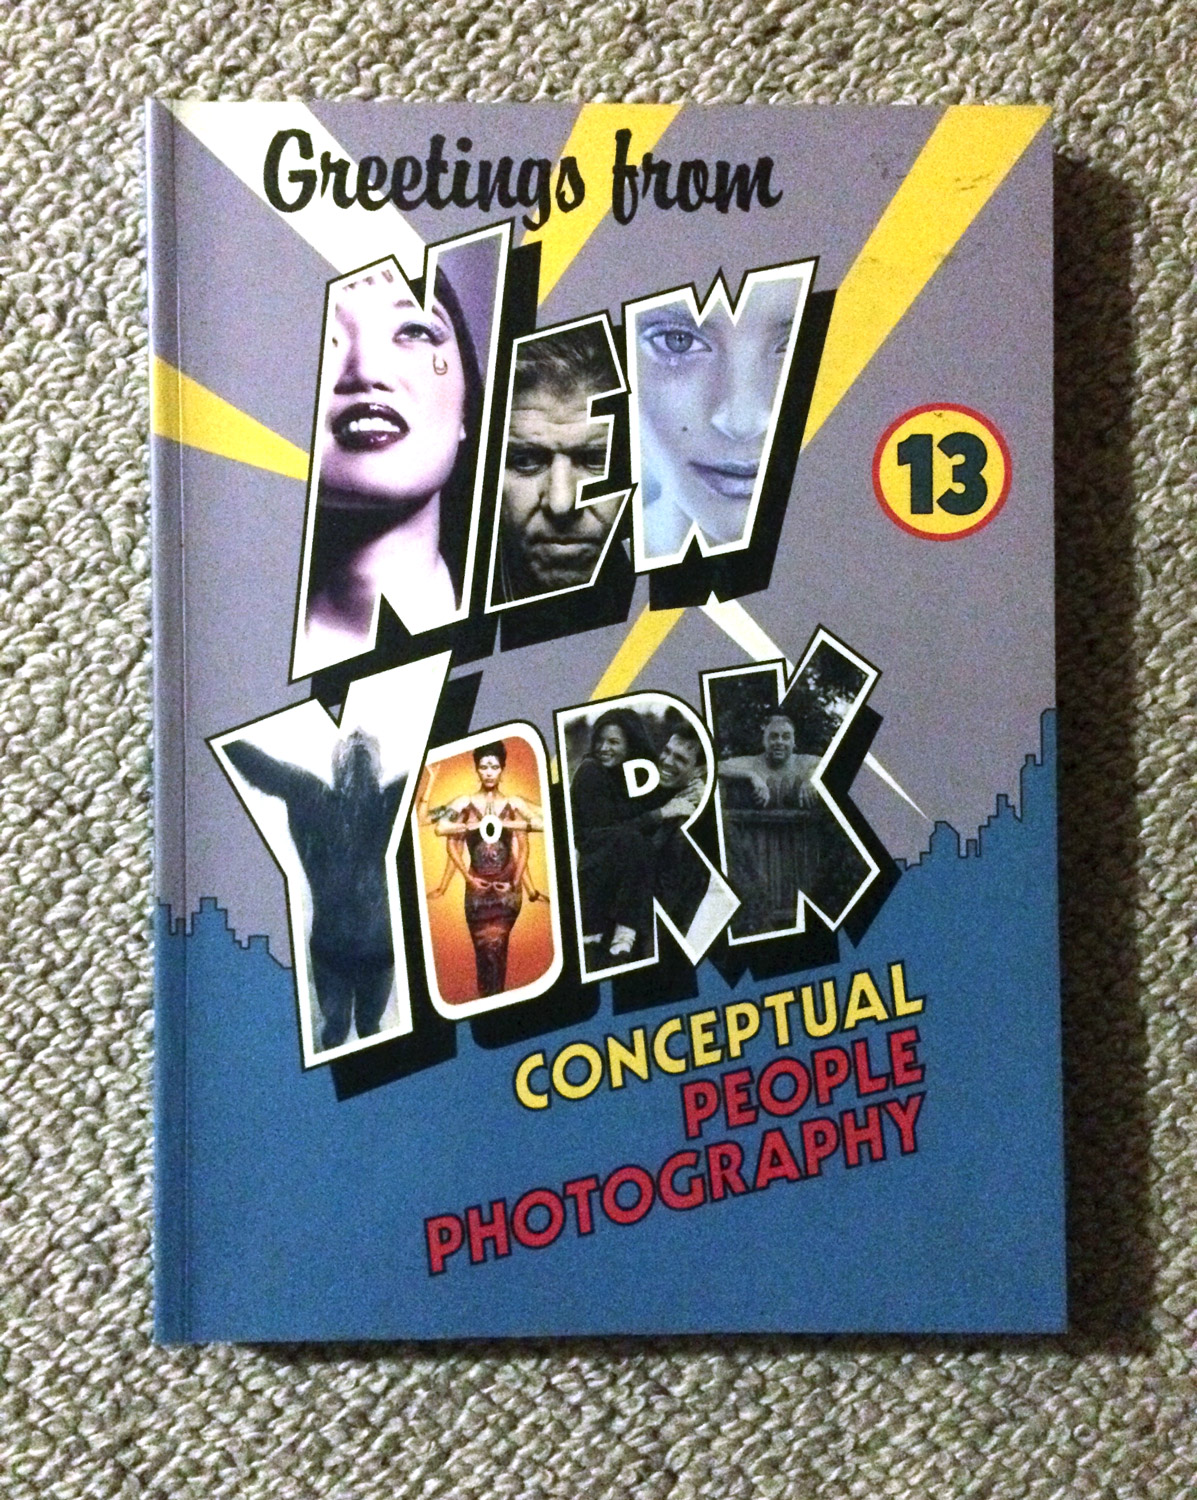 Greetings from
NEW
13
YORK
CONCEPTUAL
PEOPLE
PHOTOGRAPHY